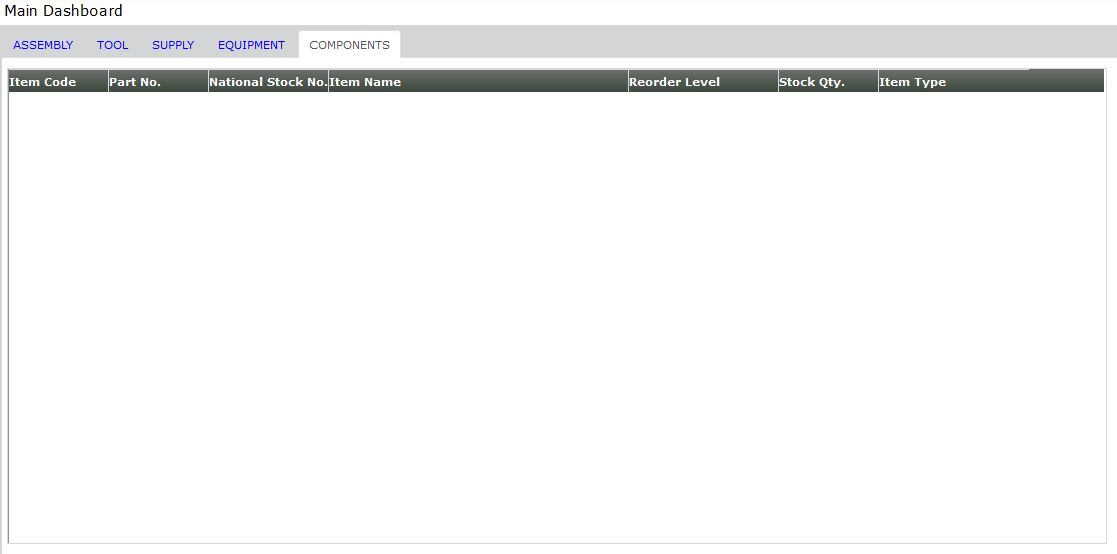 Main Dashboard
ASSEMBLY TOOL SUPPLY EQUIPMENT COMPONENTS
Item Code Part No. National Stock No. Item Name Reorder Level Stock Qty. Item Type